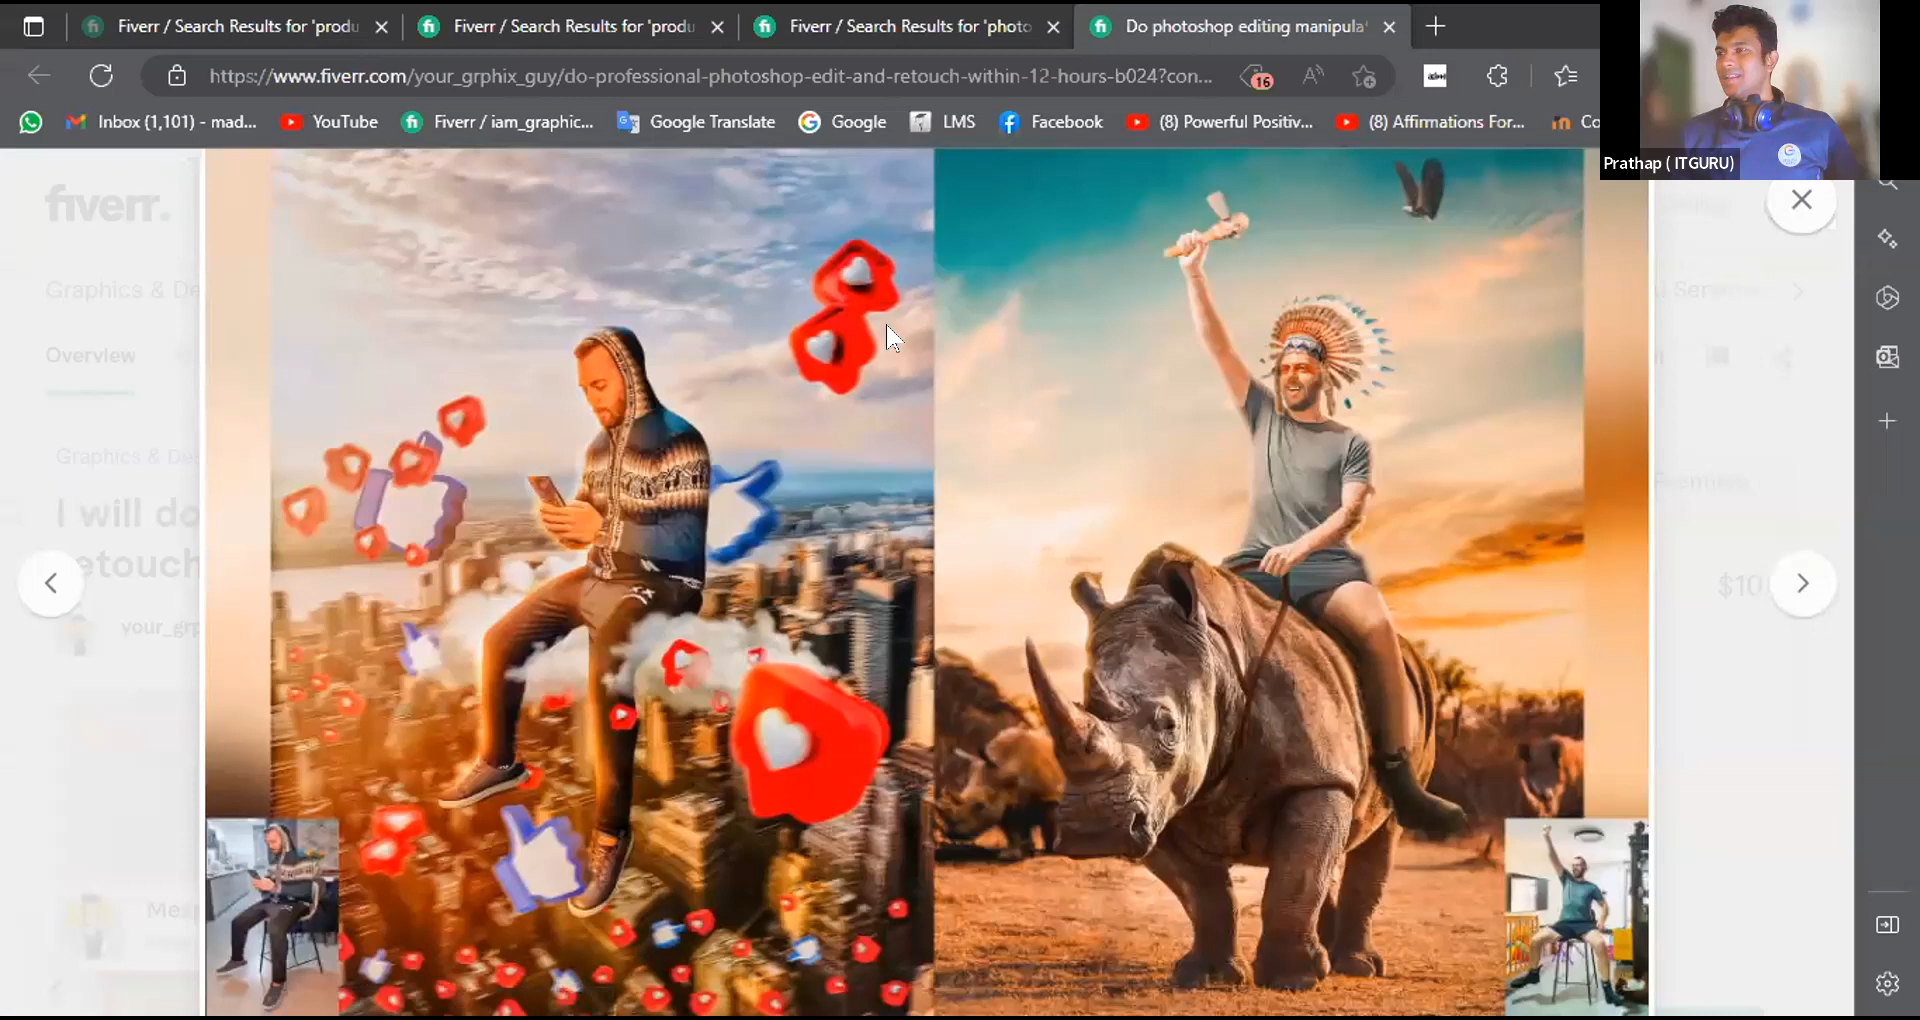 Fiverr / Search Results for 'produ
Fiverr / Search Results for 'produ
Fiverr / Search Results for 'photo
Do photoshop editing manipula
https://www.fiverr.com/your_grphix_guy/do-professional-photoshop-edit-and-retouch-within-12-hours-b024?con...
16
Inbox (1,101) - mad...
YouTube
Fiverr / iam_graphic...
Google Translate
Google
LMS
Facebook
(8) Powerful Positiv...
(8) Affirmations For...
Co
Prathap ( ITGURU)
fiverr.
Graphics & De
Overview
Graphics & Des
I will do
etouch
your_grp
$10